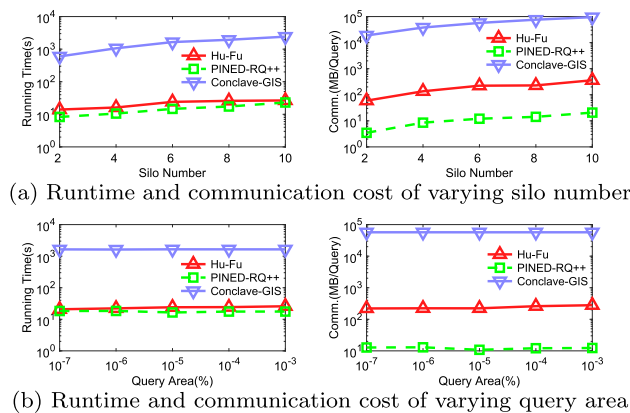 10^4
10^3
10^2
10^1
10^0
Running Time(s)
Hu-Fu
PINED-RQ++
Conclave-GIS
2 4 6 8 10
Silo Number
10^5
10^4
10^3
10^2
10^1
10^0
Comm.(MB/Query)
Hu-Fu
PINED-RQ++
Conclave-GIS
2 4 6 8 10
Silo Number
(a) Runtime and communication cost of varying silo number
10^4
10^3
10^2
10^1
10^0
Running Time(s)
Hu-Fu
PINED-RQ++
Conclave-GIS
10^-7 10^-6 10^-5 10^-4 10^-3
Query Area(%)
10^5
10^4
10^3
10^2
10^1
10^0
Comm.(MB/Query)
Hu-Fu
PINED-RQ++
Conclave-GIS
10^-7 10^-6 10^-5 10^-4 10^-3
Query Area(%)
(b) Runtime and communication cost of varying query area